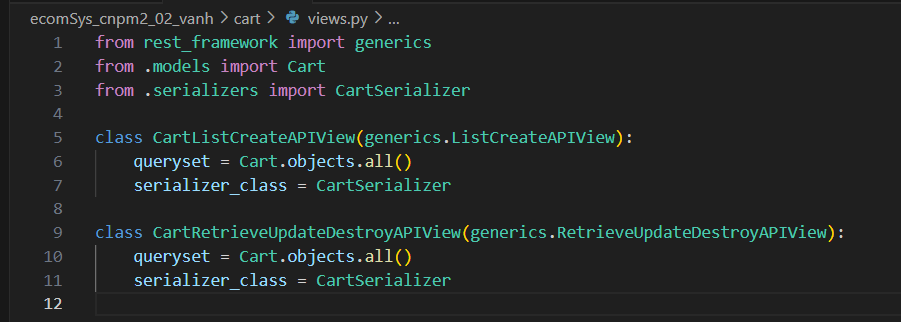 ecomSys_cnpm2_02_vanh > cart > views.py > ...
1 from rest_framework import generics
2 from .models import Cart
3 from .serializers import CartSerializer
4
5 class CartListCreateAPIView(generics.ListCreateAPIView):
6     queryset = Cart.objects.all()
7     serializer_class = CartSerializer
8
9 class CartRetrieveUpdateDestroyAPIView(generics.RetrieveUpdateDestroyAPIView):
10     queryset = Cart.objects.all()
11     serializer_class = CartSerializer
12